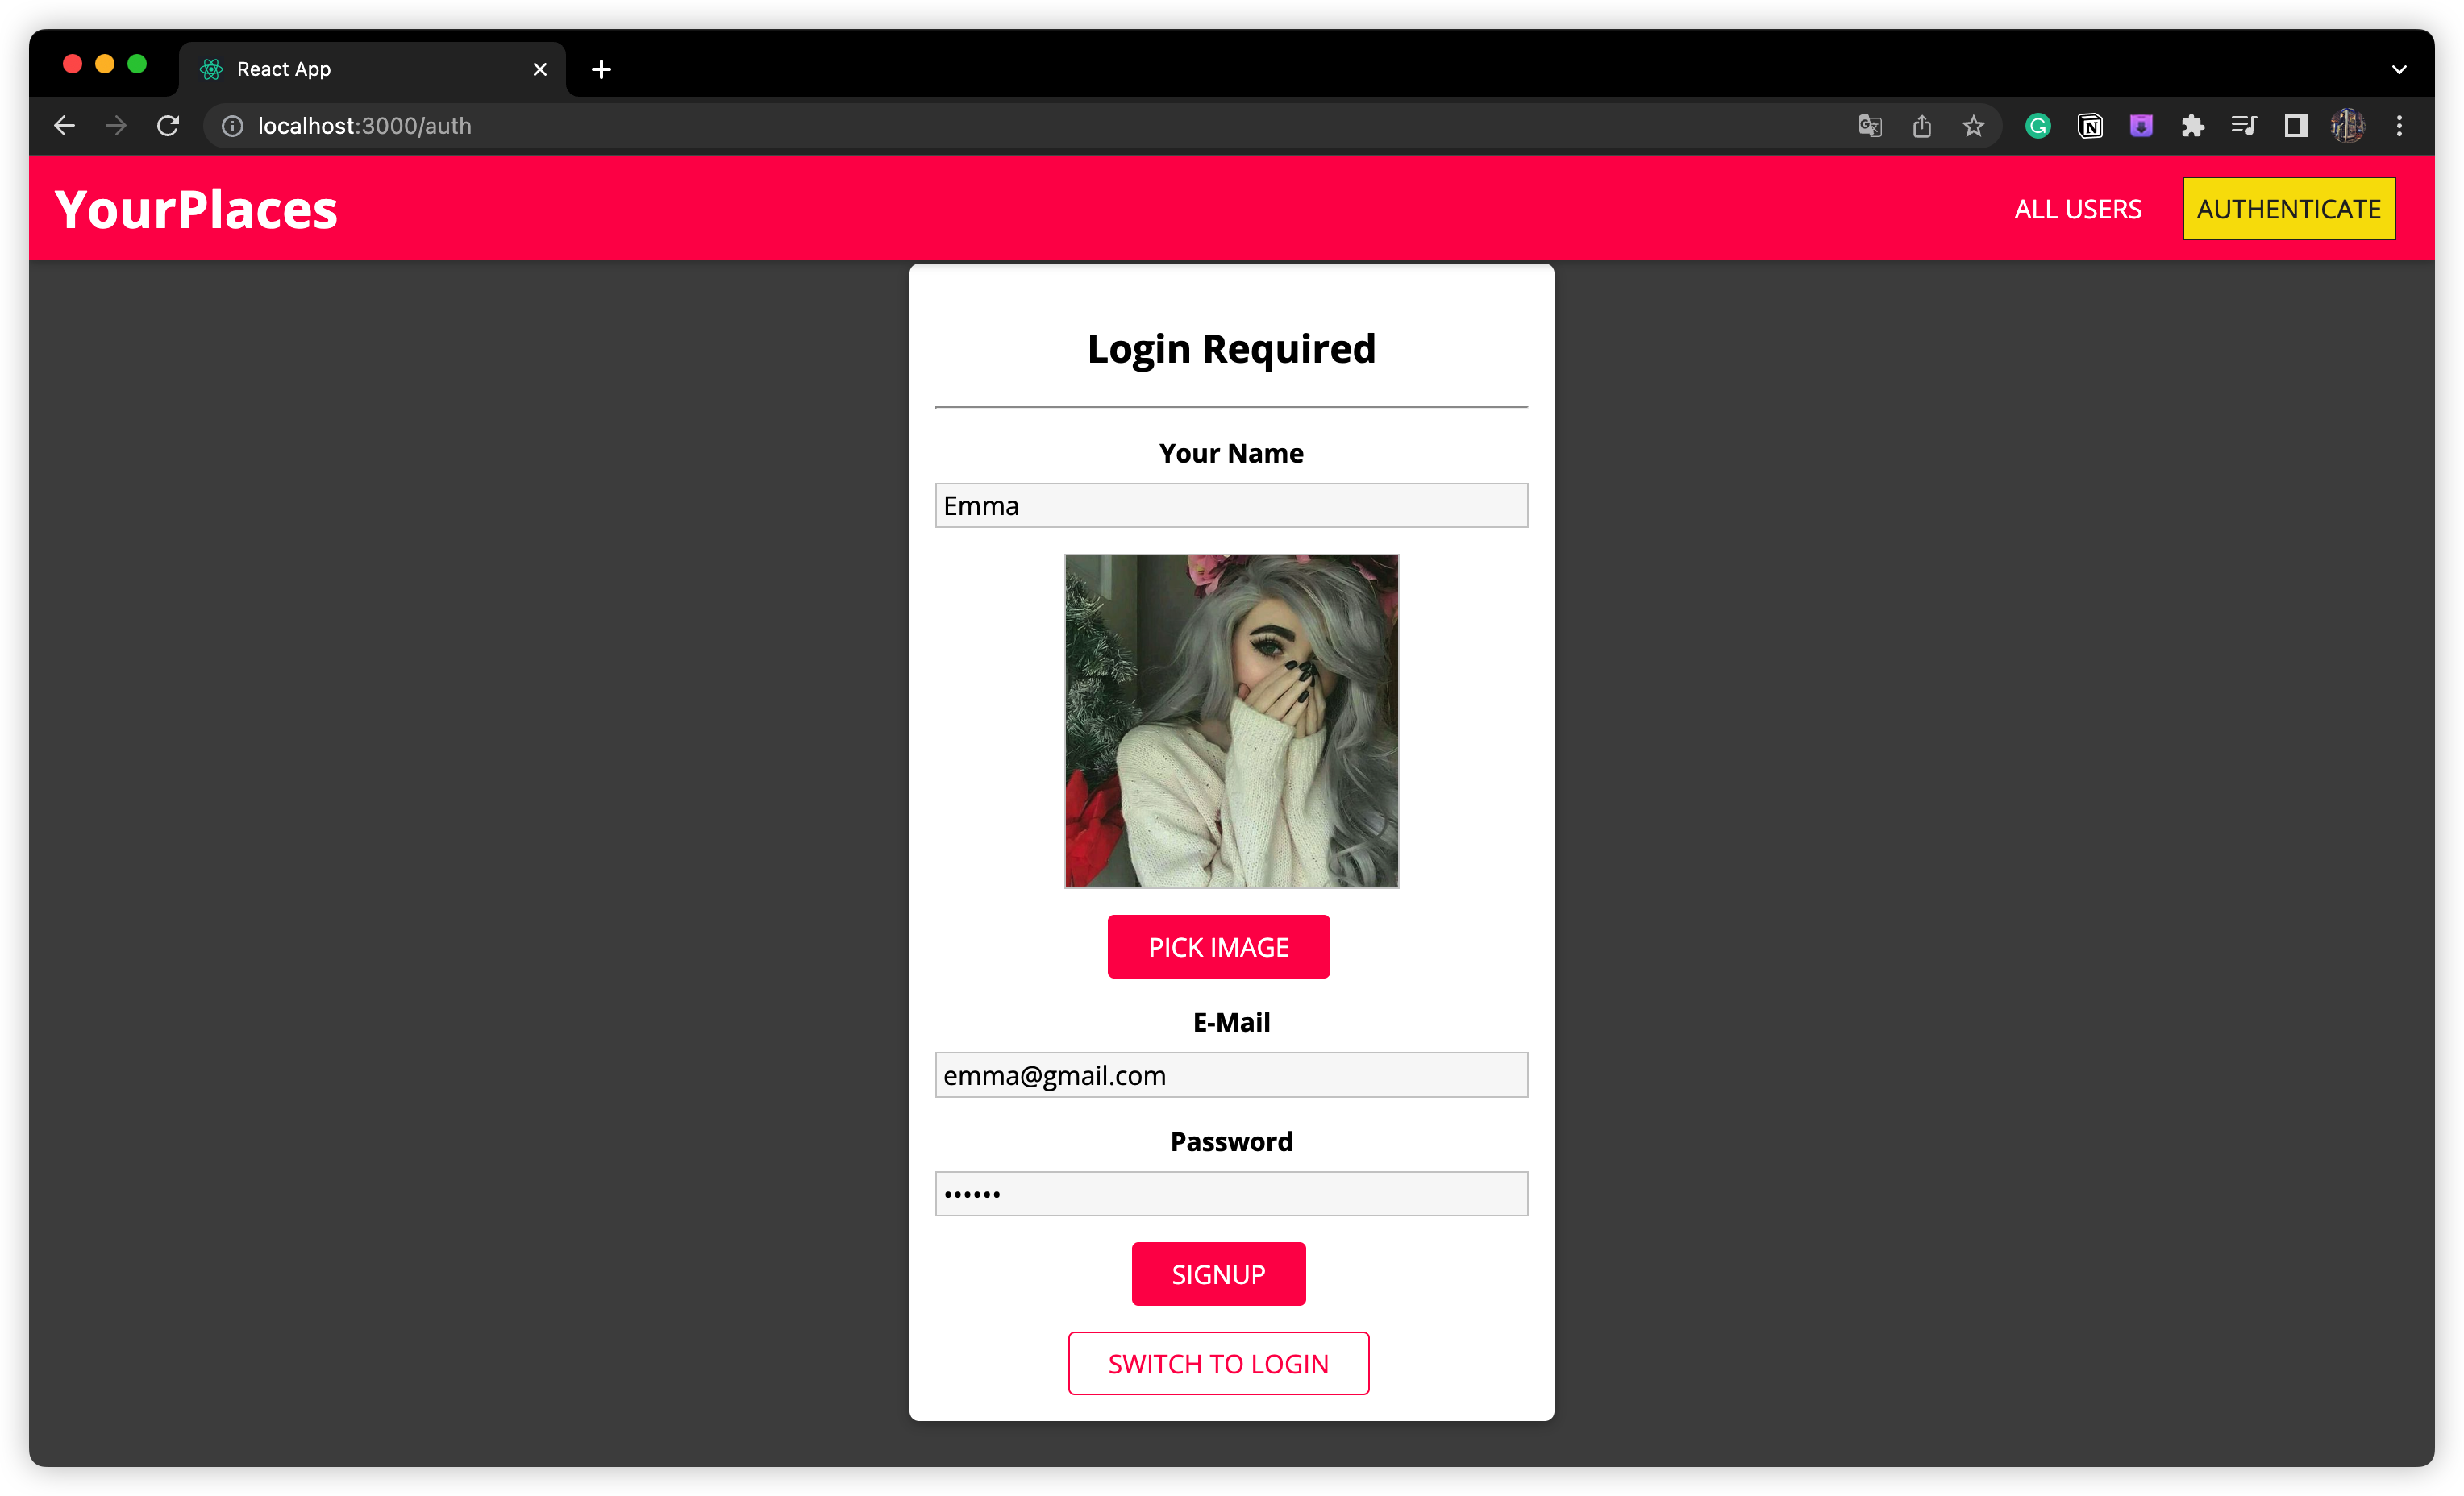 React App
localhost:3000/auth
YourPlaces
ALL USERS
AUTHENTICATE
Login Required
Your Name
Emma
PICK IMAGE
E-Mail
emma@gmail.com
Password
••••••
SIGNUP
SWITCH TO LOGIN